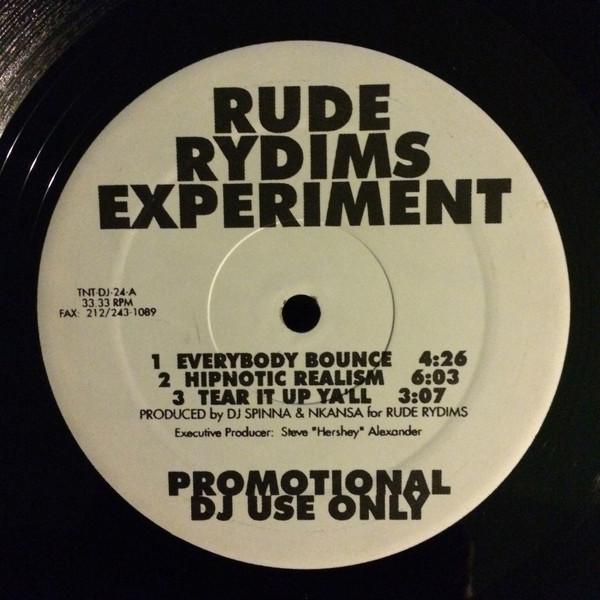 RUDE
RYDIMS
EXPERIMENT
TNT-DJ-24-A
33.33 RPM
FAX: 212/243-1089
1 EVERYBODY BOUNCE 4:26
2 HIPNOTIC REALISM 6:03
3 TEAR IT UP YA'LL 3:07
PRODUCED by DJ SPINNA & NKANSA for RUDE RYDIMS
Executive Producer: Steve "Hershey" Alexander
PROMOTIONAL
DJ USE ONLY